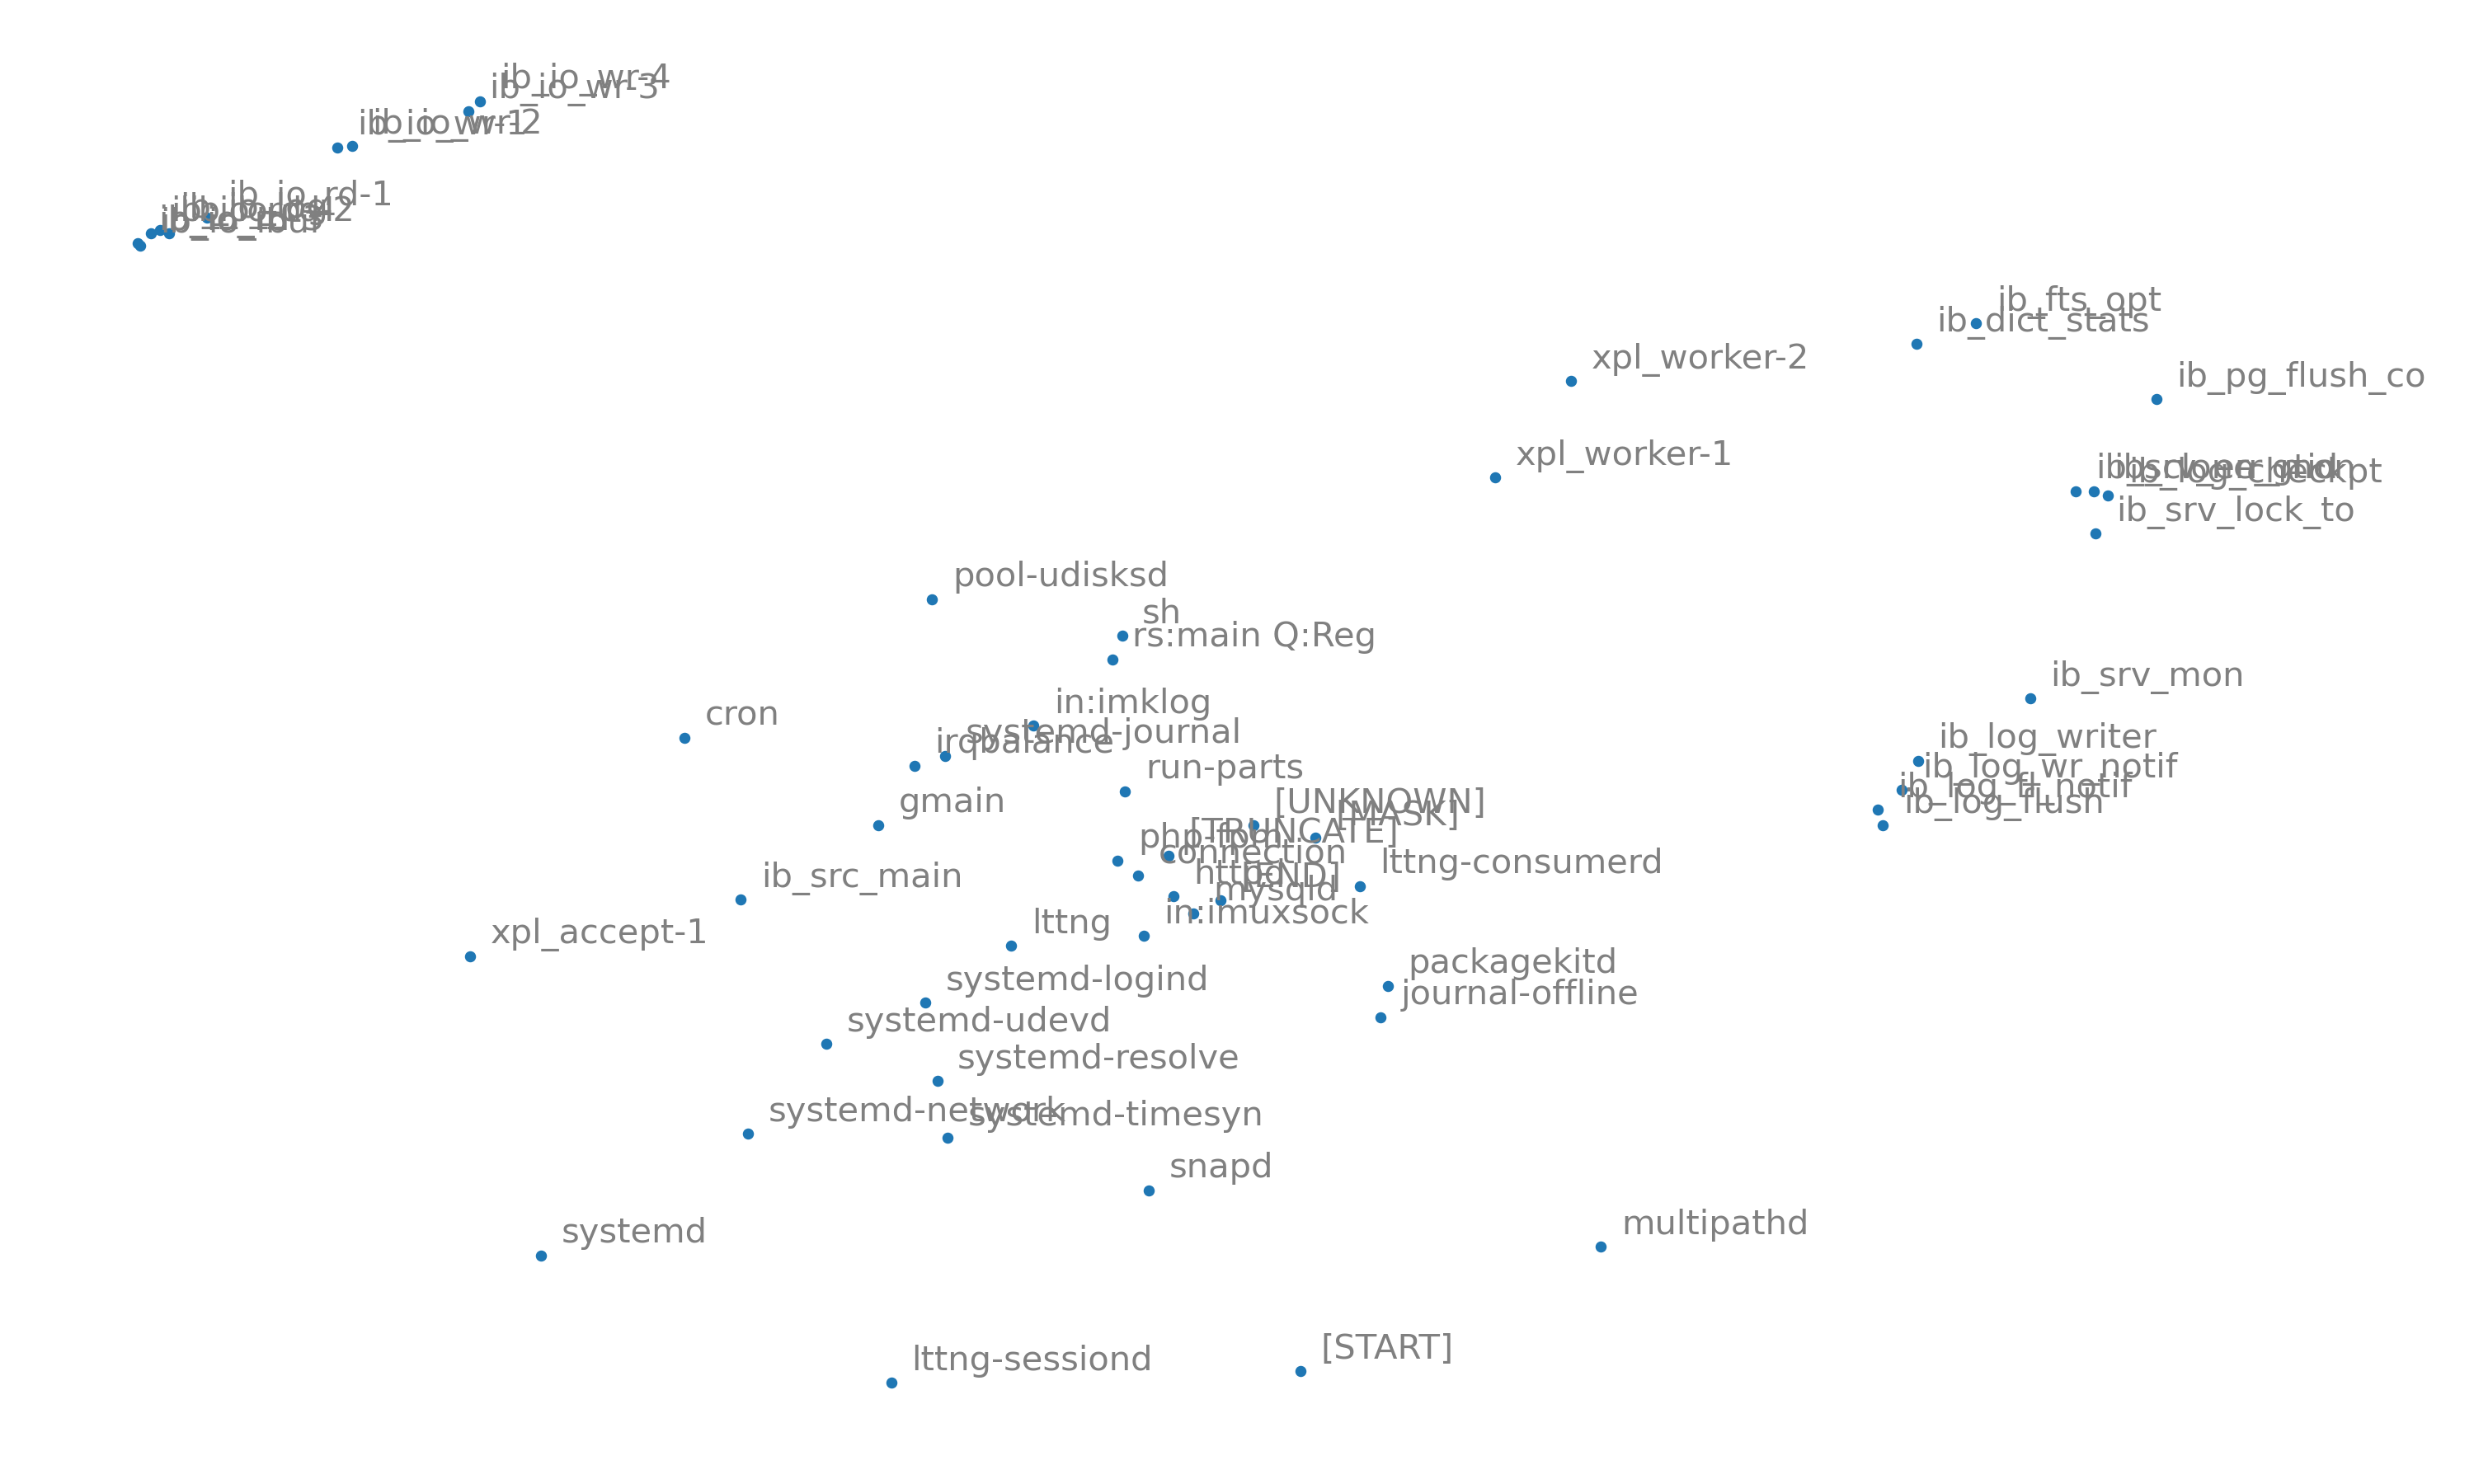 ib_io_wr-4
ib_io_wr-3
ib_io_wr-1
ib_io_wr-2
ib_io_rd-1
ib_io_ibuf
ib_fts_opt
ib_dict_stats
xpl_worker-2
ib_pg_flush_co
xpl_worker-1
ib_log_checkpt
ib_srv_lock_to
pool-udisksd
sh
rs:main Q:Reg
ib_srv_mon
in:imklog
cron
systemd-journal
irqbalance
ib_log_writer
run-parts
ib_log_wr_notif
ib_log_fl_notif
ib_log_flush
gmain
[UNKNOWN]
[MASK]
[TRUNCATE]
php-fpm
connection
lttng-consumerd
httpd
[END]
mysqld
ib_src_main
in:imuxsock
lttng
xpl_accept-1
packagekitd
systemd-logind
journal-offline
systemd-udevd
systemd-resolve
systemd-network
systemd-timesyn
snapd
multipathd
systemd
[START]
lttng-sessiond